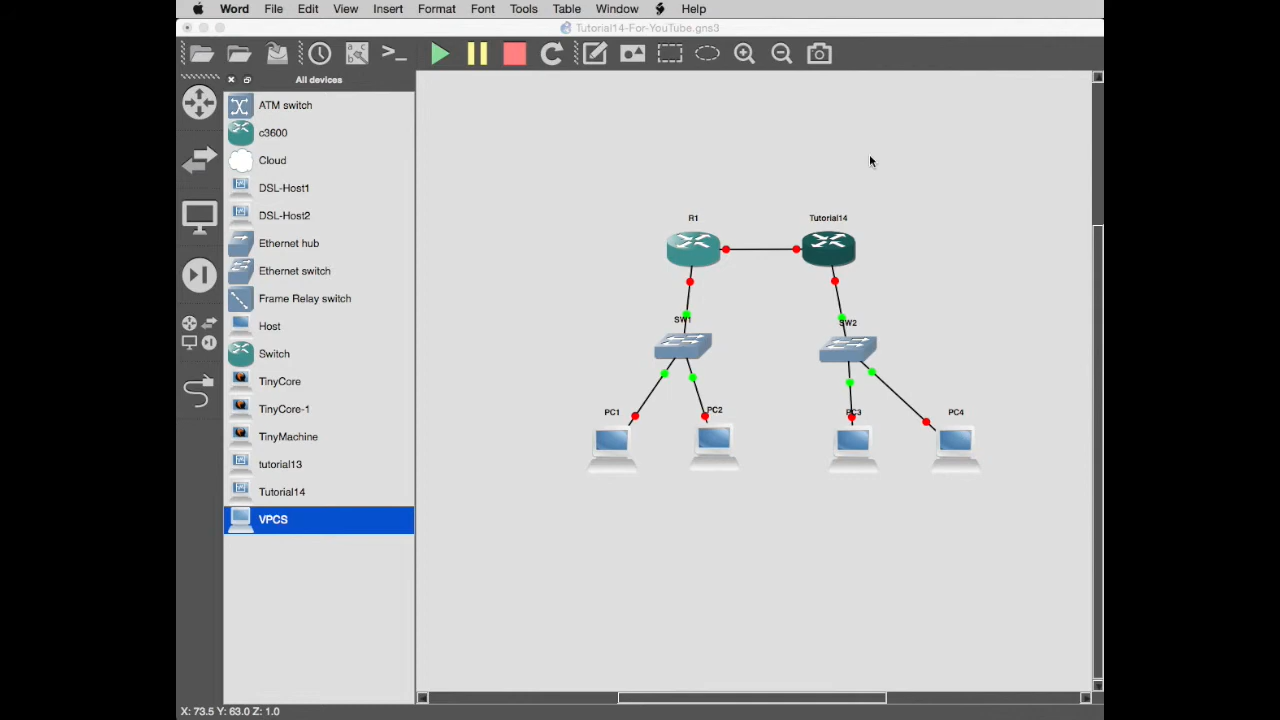 Word File Edit View Insert Format Font Tools Table Window Help
Tutorial14-For-YouTube.gns3
All devices
ATM switch
c3600
Cloud
DSL-Host1
DSL-Host2
Ethernet hub
Ethernet switch
Frame Relay switch
Host
Switch
TinyCore
TinyCore-1
TinyMachine
tutorial13
Tutorial14
VPCS
R1 Tutorial14
SW1 SW2
PC1 PC2 PC3 PC4
X: 73.5 Y: 63.0 Z: 1.0